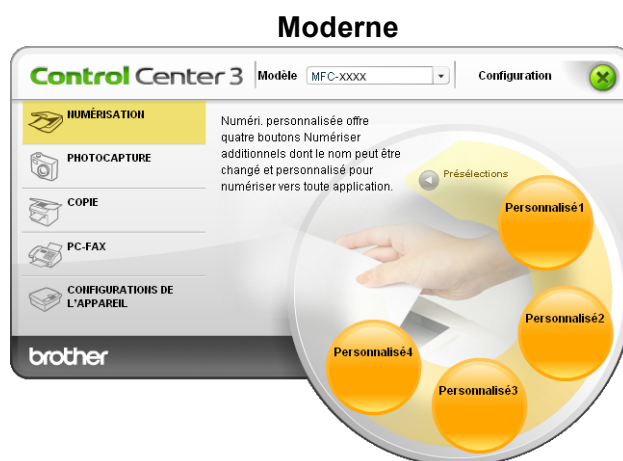 Moderne
Control Center 3 Modèle MFC-XXXX Configuration
NUMÉRISATION
PHOTOCAPTURE
COPIE
PC-FAX
CONFIGURATIONS DE
L'APPAREIL
Numéri. personnalisée offre
quatre boutons Numériser
additionnels dont le nom peut être
changé et personnalisé pour
numériser vers toute application.
Présélections
Personnalisé1
Personnalisé2
Personnalisé3
Personnalisé4
brother